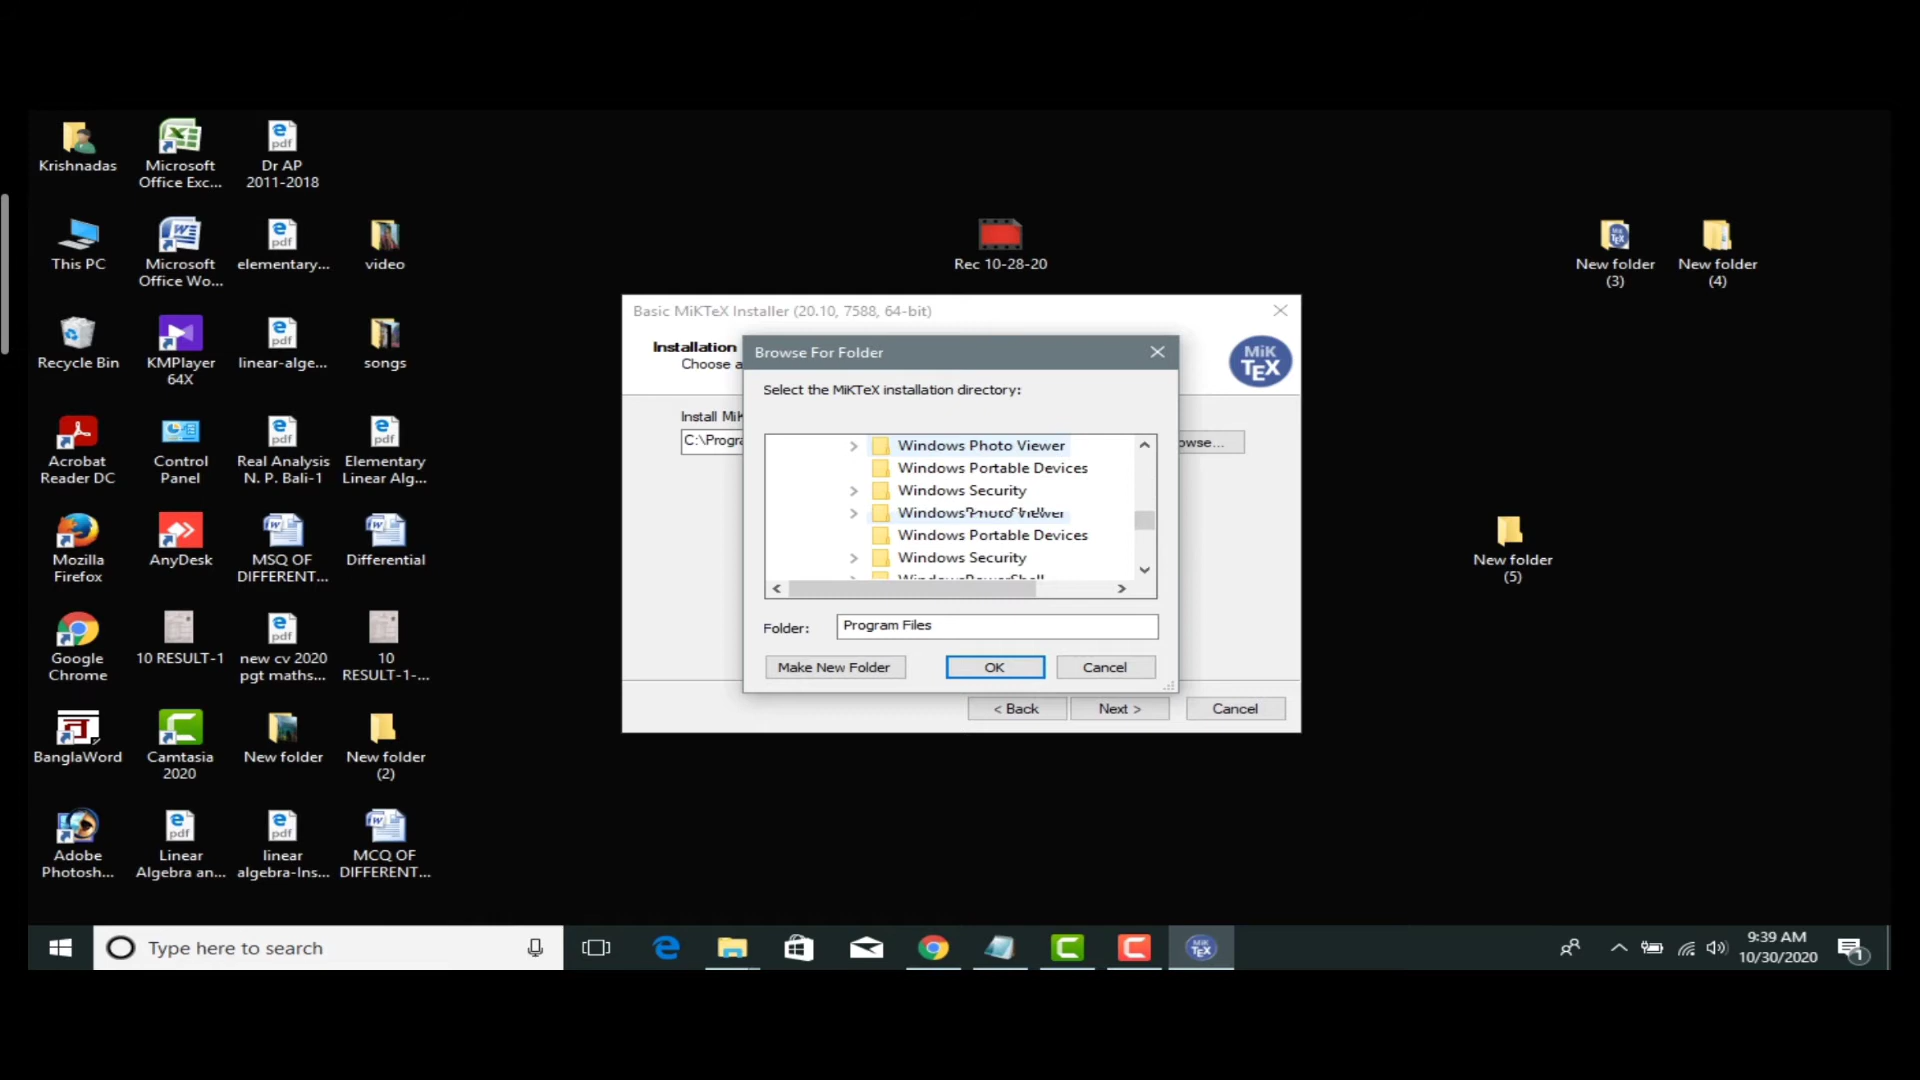 Krishnadas
Microsoft
Office Exc...
Dr AP
2011-2018
This PC
Microsoft
Office Wo...
elementary...
video
Rec 10-28-20
New folder
(3)
New folder
(4)
Recycle Bin
KMPlayer
64X
linear-alge...
songs
Acrobat
Reader DC
Control
Panel
Real Analysis
N. P. Bali-1
Elementary
Linear Alg...
Mozilla
Firefox
AnyDesk
MSQ OF
DIFFERENT...
Differential
New folder
(5)
Google
Chrome
10 RESULT-1
new cv 2020
pgt maths...
10
RESULT-1-...
BanglaWord
Camtasia
2020
New folder
New folder
(2)
Adobe
Photosh...
Linear
Algebra an...
linear
algebra-Ins...
MCQ OF
DIFFERENT...
Basic MiKTeX Installer (20.10, 7588, 64-bit)
Installation
Choose a
MiK
TEX
Install MiK
C:\Progra
owse...
Browse For Folder
Select the MiKTeX installation directory:
Windows Photo Viewer
Windows Portable Devices
Windows Security
Windows Portable Devices
Windows Security
WindowsPowerShell
Folder: Program Files
Make New Folder
OK
Cancel
< Back
Next >
Cancel
Type here to search
9:39 AM
10/30/2020
1